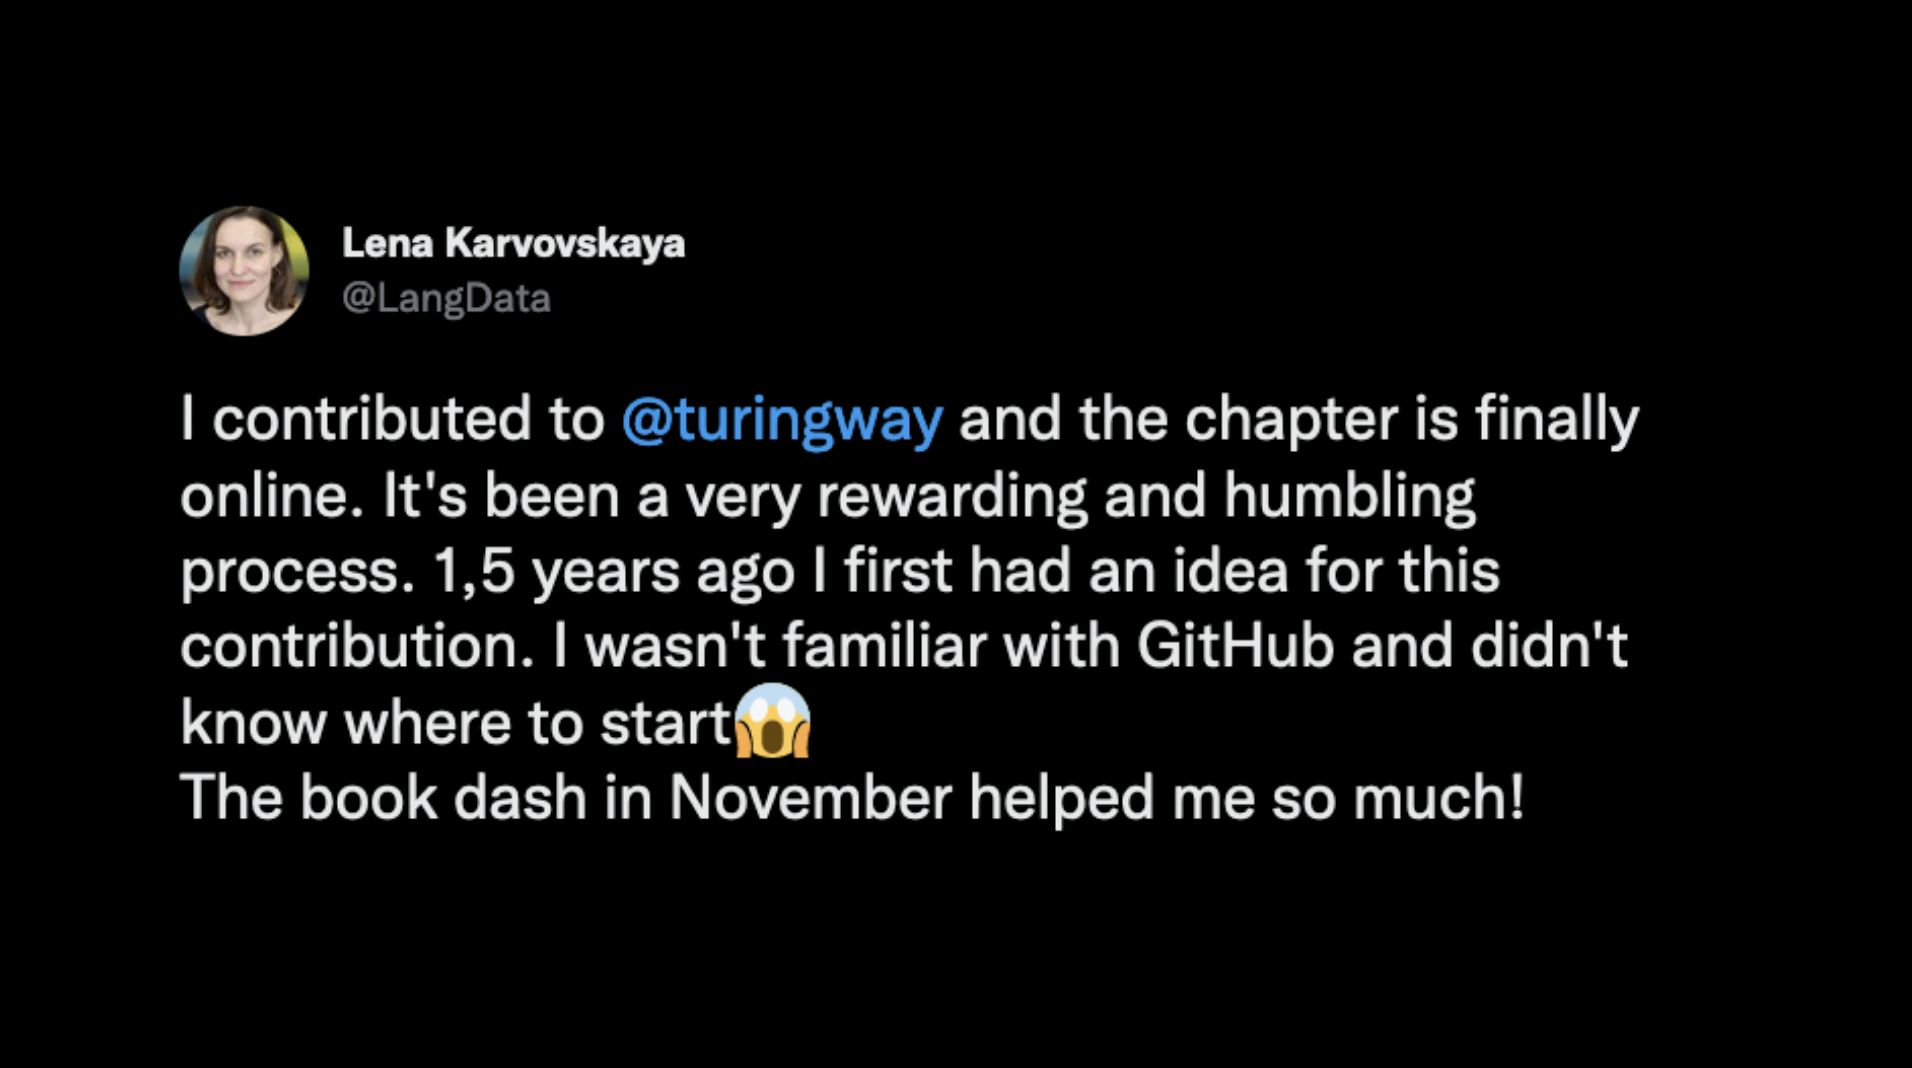 Lena Karvovskaya
@LangData
I contributed to @turingway and the chapter is finally
online. It's been a very rewarding and humbling
process. 1,5 years ago I first had an idea for this
contribution. I wasn't familiar with GitHub and didn't
know where to start😱
The book dash in November helped me so much!